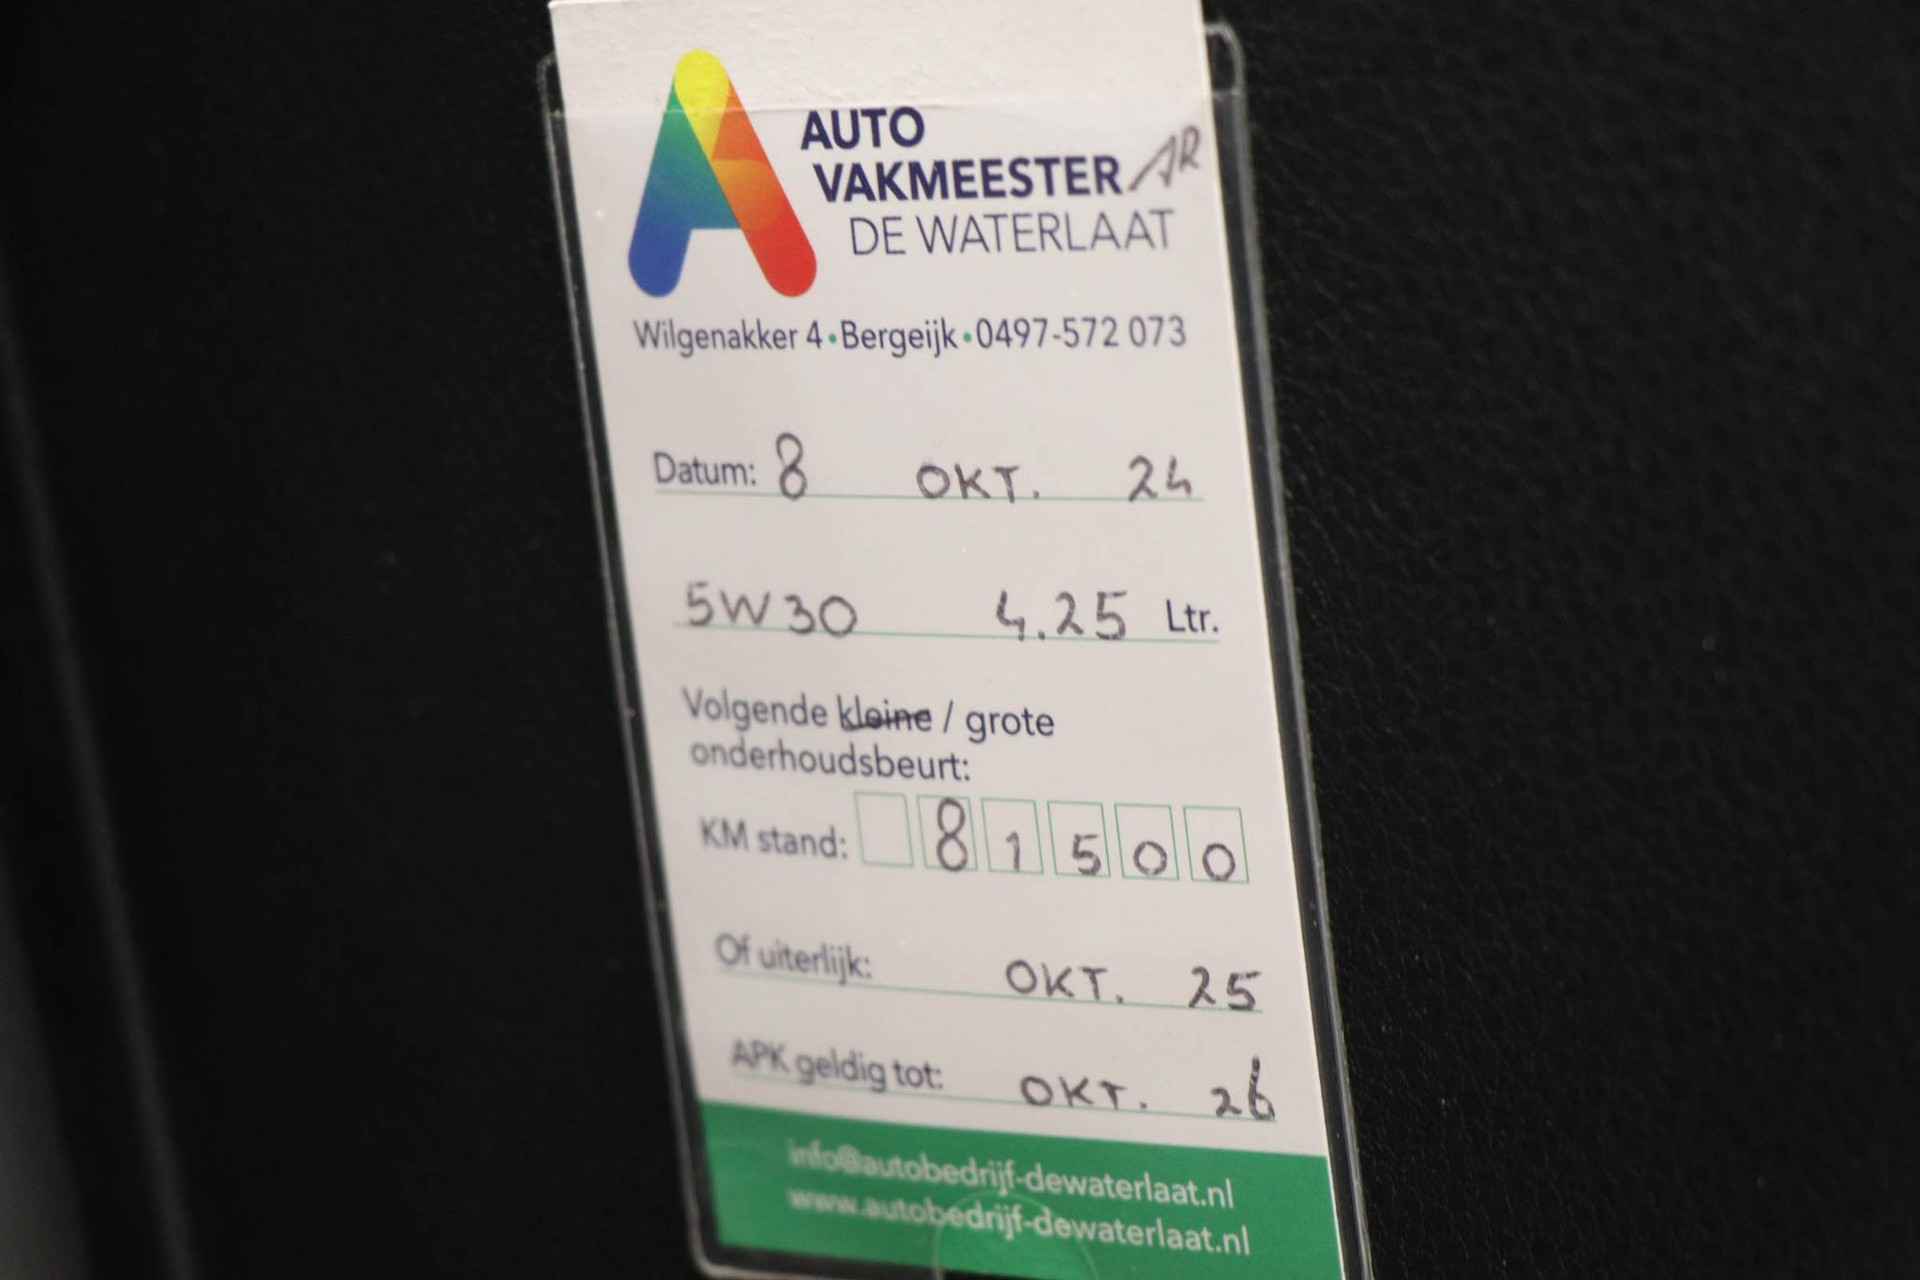 AUTO
VAKMEESTER AR
DE WATERLAAT
Wilgenakker 4•Bergeijk•0497-572 073
Datum: 8 OKT. 24
5W30 4.25 Ltr.
Volgende kleine / grote
onderhoudsbeurt:
KM stand: 81500
Of uiterlijk: OKT. 25
APK geldig tot: OKT. 26
info@autobedrijf-dewaterlaat.nl
www.autobedrijf-dewaterlaat.nl